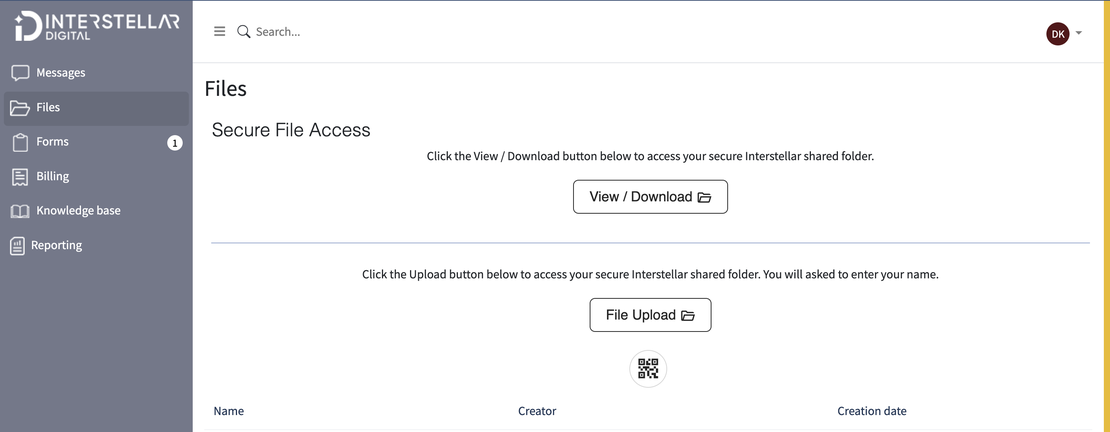 INTERSTELLAR
DIGITAL
Search...
DK
Messages
Files
Forms
1
Billing
Knowledge base
Reporting
Files
Secure File Access
Click the View / Download button below to access your secure Interstellar shared folder.
View / Download
Click the Upload button below to access your secure Interstellar shared folder. You will asked to enter your name.
File Upload
Name Creator Creation date